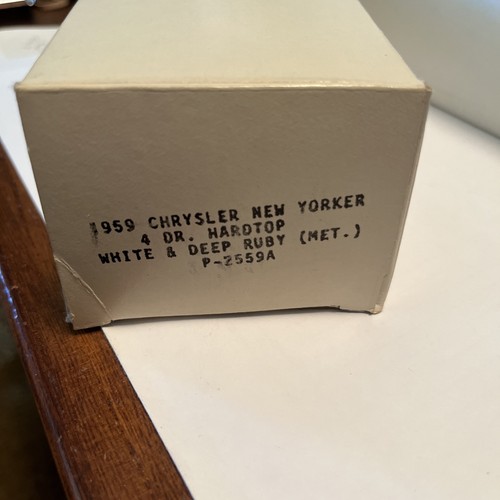 1959 CHRYSLER NEW YORKER
4 DR. HARDTOP
WHITE & DEEP RUBY (MET.)
P-2559A